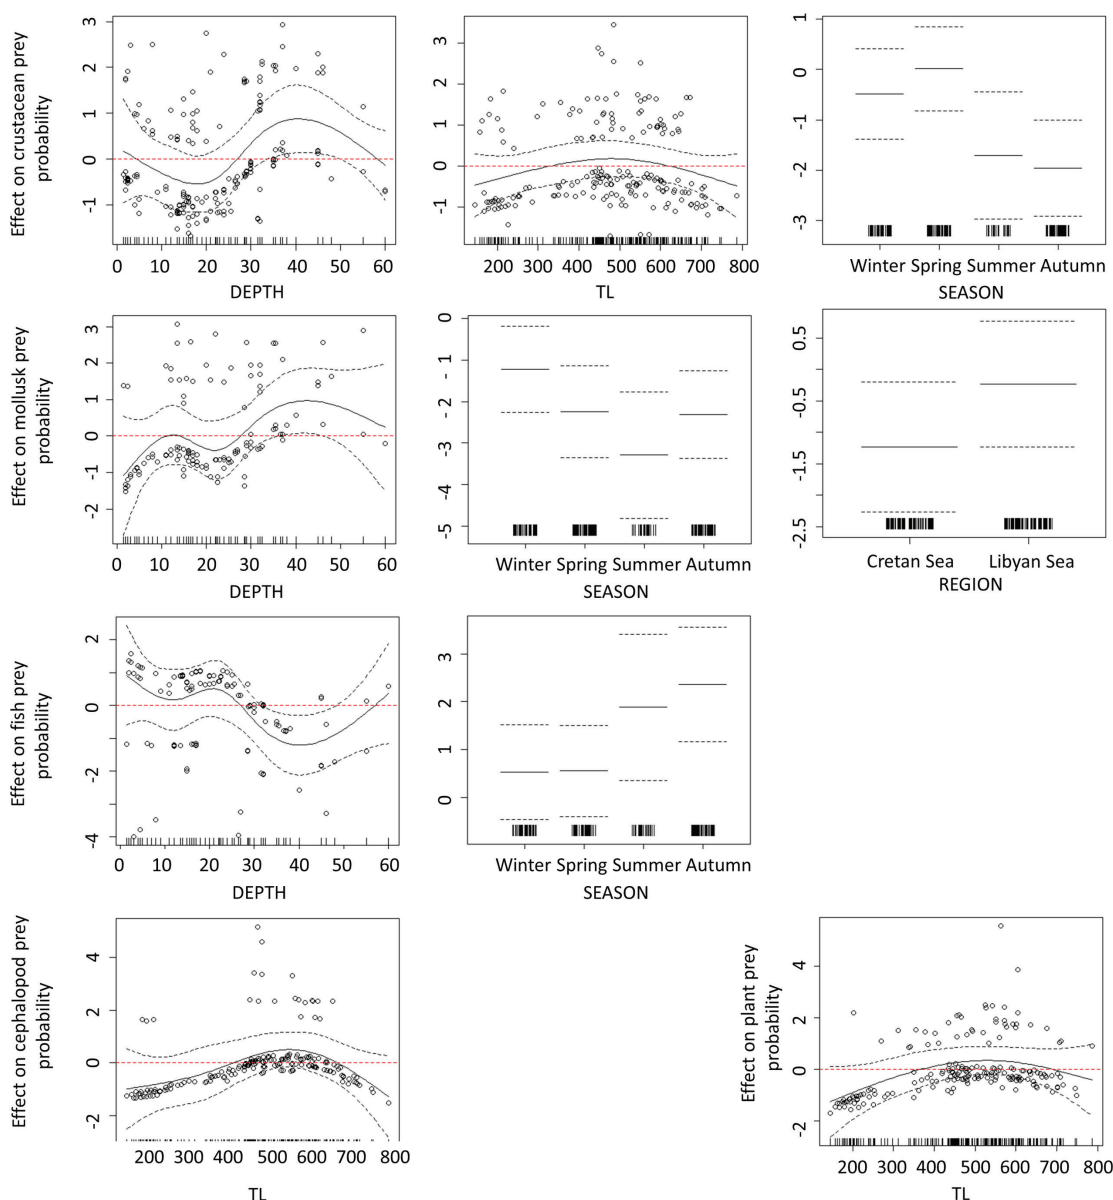 Effect on crustacean prey
probability
3
2
1
0
-1
0 10 20 30 40 50 60
DEPTH
3
2
1
0
-1
200 300 400 500 600 700 800
TL
1
0
-1
-2
-3
Winter Spring Summer Autumn
SEASON
Effect on mollusk prey
probability
3
2
1
0
-1
-2
0 10 20 30 40 50 60
DEPTH
0
-1
-2
-3
-4
-5
Winter Spring Summer Autumn
SEASON
0.5
-0.5
-1.5
-2.5
Cretan Sea Libyan Sea
REGION
Effect on fish prey
probability
2
0
-2
-4
0 10 20 30 40 50 60
DEPTH
3
2
1
0
Winter Spring Summer Autumn
SEASON
Effect on cephalopod prey
probability
4
2
0
-2
200 300 400 500 600 700 800
TL
Effect on plant prey
probability
4
2
0
-2
200 300 400 500 600 700 800
TL